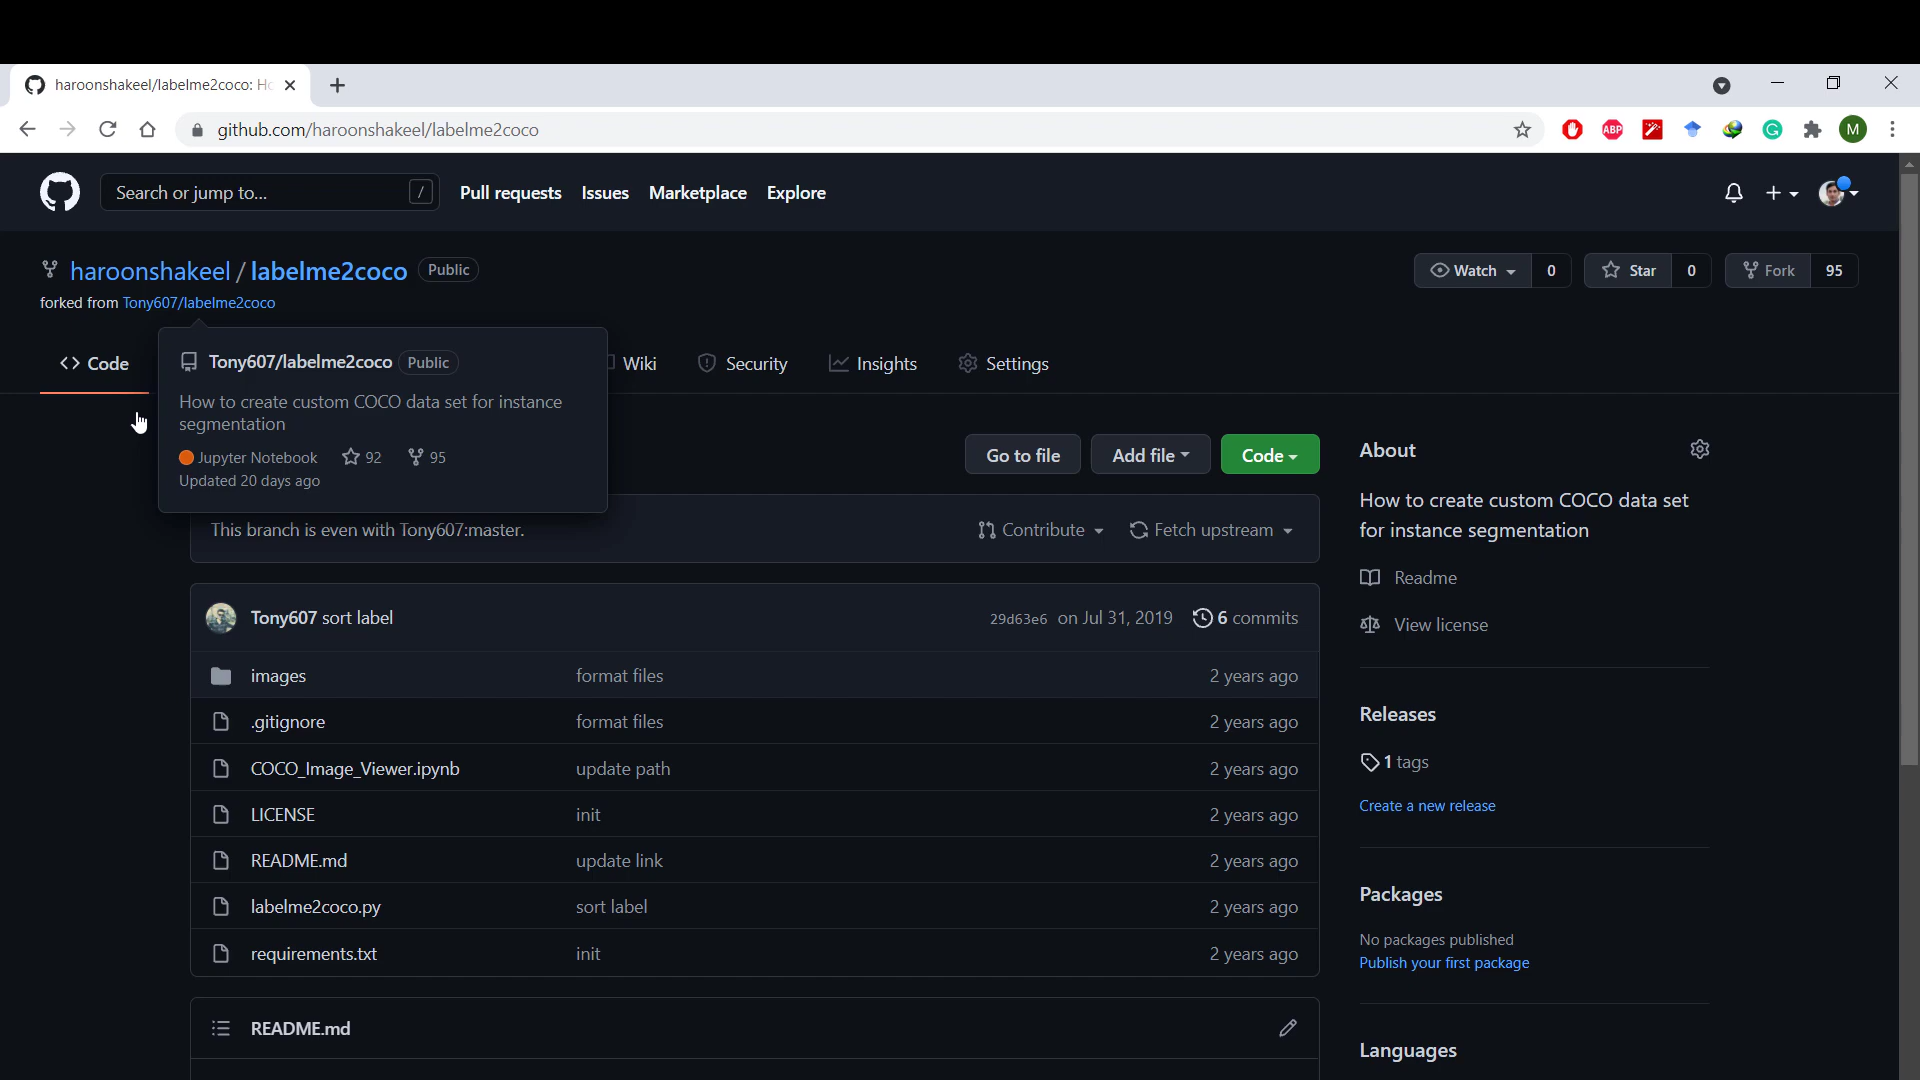 haroonshakeel/labelme2coco: Ho
github.com/haroonshakeel/labelme2coco
ABP
G
M
Search or jump to... /
Pull requests Issues Marketplace Explore
haroonshakeel / labelme2coco Public
Watch 0 Star 0 Fork 95
forked from Tony607/labelme2coco
Code Wiki Security Insights Settings
Tony607/labelme2coco Public
How to create custom COCO data set for instance
segmentation
Jupyter Notebook 92 95
Updated 20 days ago
Go to file Add file Code
This branch is even with Tony607:master. Contribute Fetch upstream
Tony607 sort label 29d63e6 on Jul 31, 2019 6 commits
images format files 2 years ago
.gitignore format files 2 years ago
COCO_Image_Viewer.ipynb update path 2 years ago
LICENSE init 2 years ago
README.md update link 2 years ago
labelme2coco.py sort label 2 years ago
requirements.txt init 2 years ago
README.md
About
How to create custom COCO data set
for instance segmentation
Readme
View license
Releases
1 tags
Create a new release
Packages
No packages published
Publish your first package
Languages